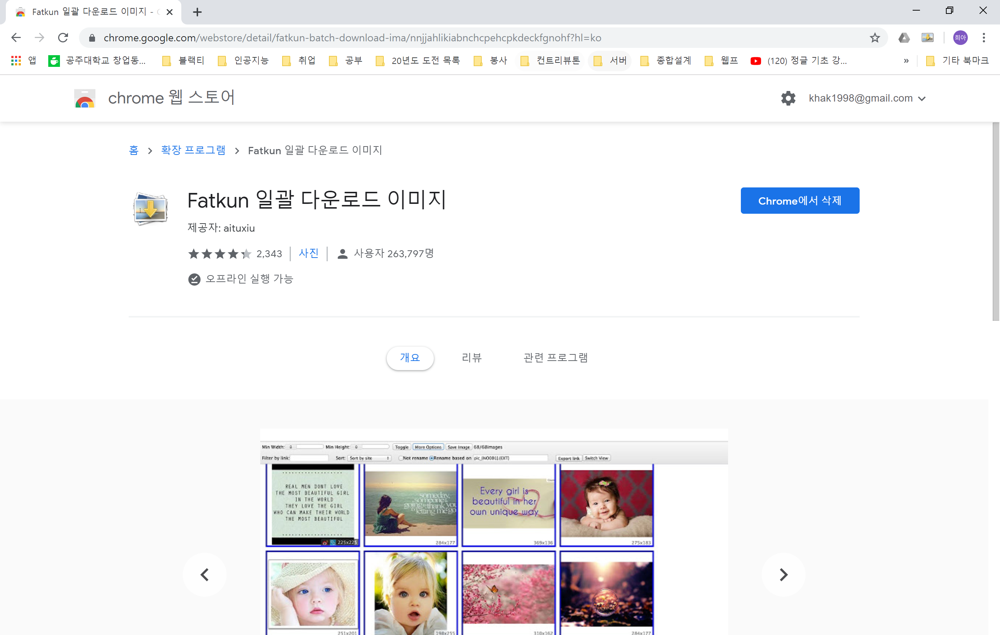 Fatkun 일괄 다운로드 이미지 -
chrome.google.com/webstore/detail/fatkun-batch-download-ima/nnjjahlikiabnchcpehcpkdeckfgnohf?hl=ko
희아
앱 공주대학교 창업동... 블랙티 인공지능 취업 공부 20년도 도전 목록 봉사 컨트리뷰톤 서버 종합설계 웹프 (120) 정글 기초 강... » 기타 북마크
chrome 웹 스토어
khak1998@gmail.com
홈 > 확장 프로그램 > Fatkun 일괄 다운로드 이미지
Fatkun 일괄 다운로드 이미지
Chrome에서 삭제
제공자: aituxiu
2,343 사진 사용자 263,797명
오프라인 실행 가능
개요 리뷰 관련 프로그램
Min Width: 0 Min Height: 0 Toggle More Options Save Image 68/68images
Filter by link: Sort: Sort by site Not rename Rename based on pic_{NO001}.{EXT} Export link Switch View
REAL MEN DONT LOVE
THE MOST BEAUTIFUL GIRL
IN THE WORLD
THEY LOVE THE GIRL
WHO CAN MAKE THEIR WORLD
THE MOST BEAUTIFUL
225x225
someday,
someone is
going to thank you
letting me go
284x177
Every girl is
beautiful in her
own unique way
369x136
275x183
251x201
198x255
310x162
284x177